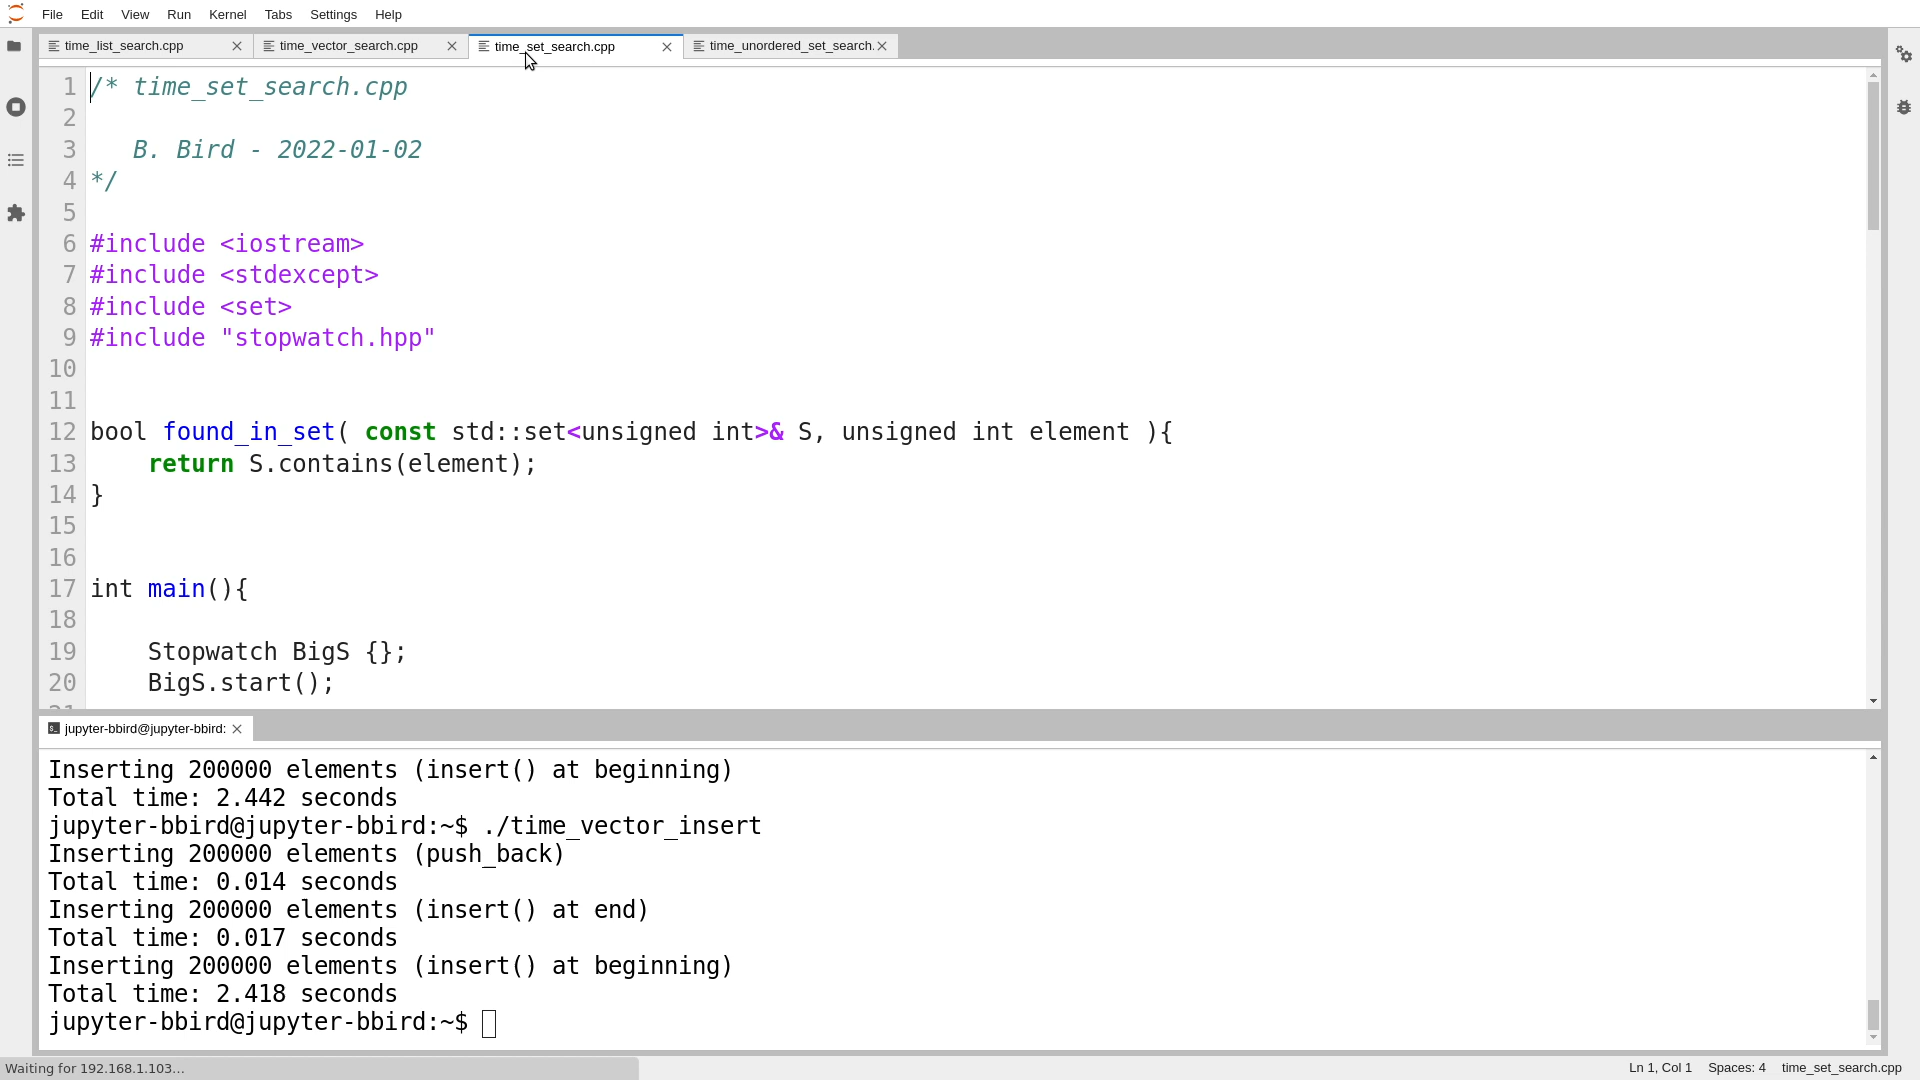 File Edit View Run Kernel Tabs Settings Help
time_list_search.cpp time_vector_search.cpp time_set_search.cpp time_unordered_set_search.
1 /* time_set_search.cpp
2
3    B. Bird - 2022-01-02
4 */
5
6 #include <iostream>
7 #include <stdexcept>
8 #include <set>
9 #include "stopwatch.hpp"
10
11
12 bool found_in_set( const std::set<unsigned int>& S, unsigned int element ){
13     return S.contains(element);
14 }
15
16
17 int main(){
18
19     Stopwatch BigS {};
20     BigS.start();
jupyter-bbird@jupyter-bbird:
Inserting 200000 elements (insert() at beginning)
Total time: 2.442 seconds
jupyter-bbird@jupyter-bbird:~$ ./time_vector_insert
Inserting 200000 elements (push_back)
Total time: 0.014 seconds
Inserting 200000 elements (insert() at end)
Total time: 0.017 seconds
Inserting 200000 elements (insert() at beginning)
Total time: 2.418 seconds
jupyter-bbird@jupyter-bbird:~$
Waiting for 192.168.1.103... Ln 1, Col 1 Spaces: 4 time_set_search.cpp